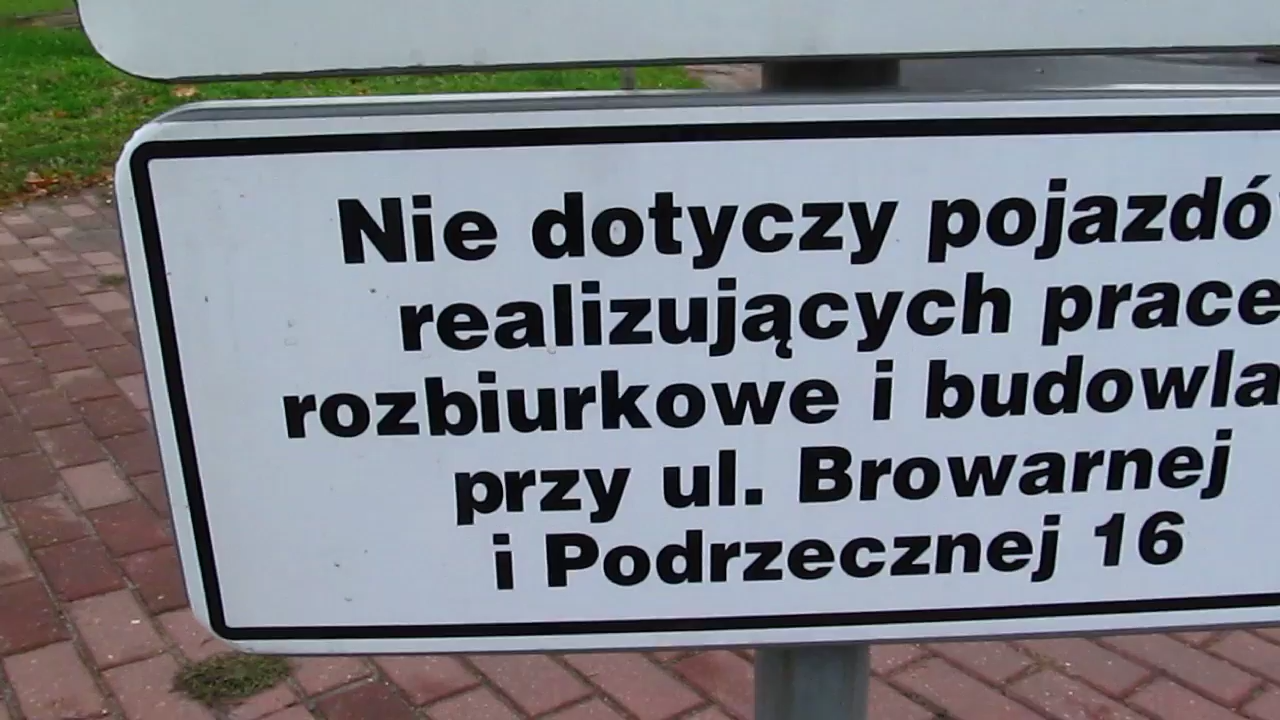 Nie dotyczy pojazdó
realizujących prace
rozbiurkowe i budowla
przy ul. Browarnej
i Podrzecznej 16